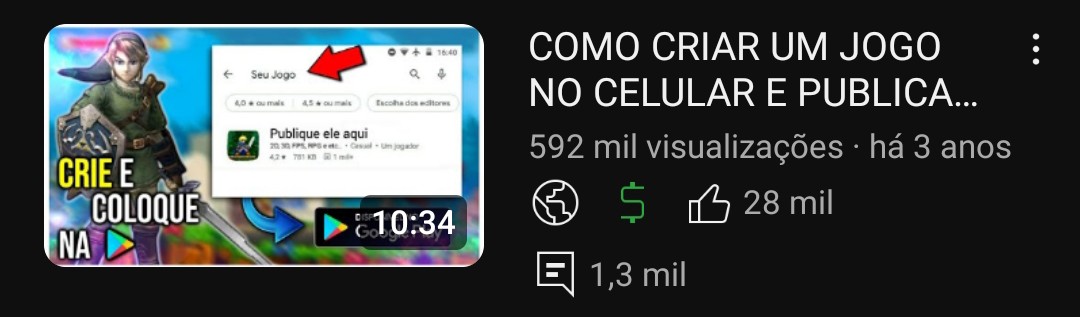 16:40
Seu Jogo
4,0 ★ ou mais
4,5 ★ ou mais
Escolha dos editores
Publique ele aqui
2D, 3D, FPS, RPG e etc.. • Casual • Um jogador
4,2 ★ 781 KB 1 mil+
CRIE E
COLOQUE
NA
Google Play
10:34
COMO CRIAR UM JOGO
NO CELULAR E PUBLICA...
592 mil visualizações · há 3 anos
28 mil
1,3 mil